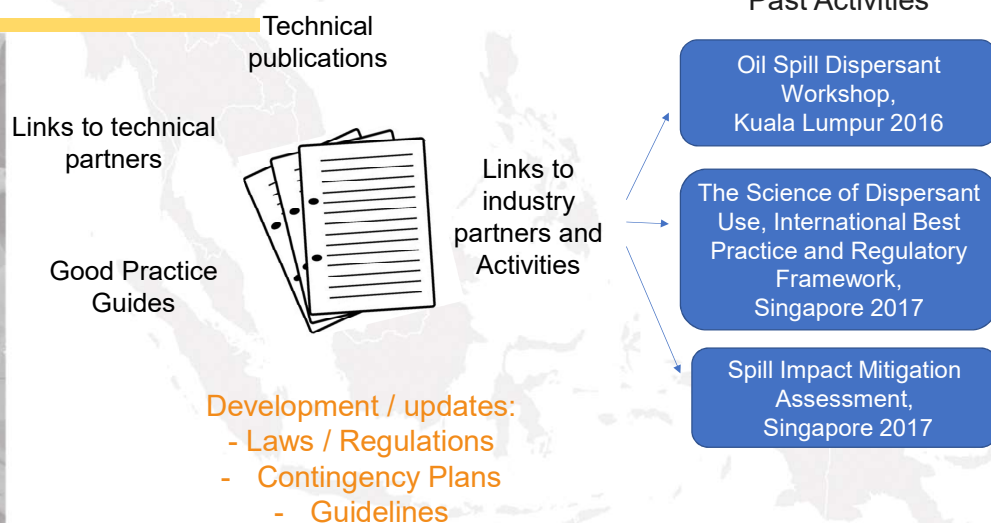 Past Activities
Technical
publications
Links to technical
partners
Good Practice
Guides
Links to
industry
partners and
Activities
Oil Spill Dispersant
Workshop,
Kuala Lumpur 2016
The Science of Dispersant
Use, International Best
Practice and Regulatory
Framework,
Singapore 2017
Spill Impact Mitigation
Assessment,
Singapore 2017
Development / updates:
- Laws / Regulations
- Contingency Plans
- Guidelines